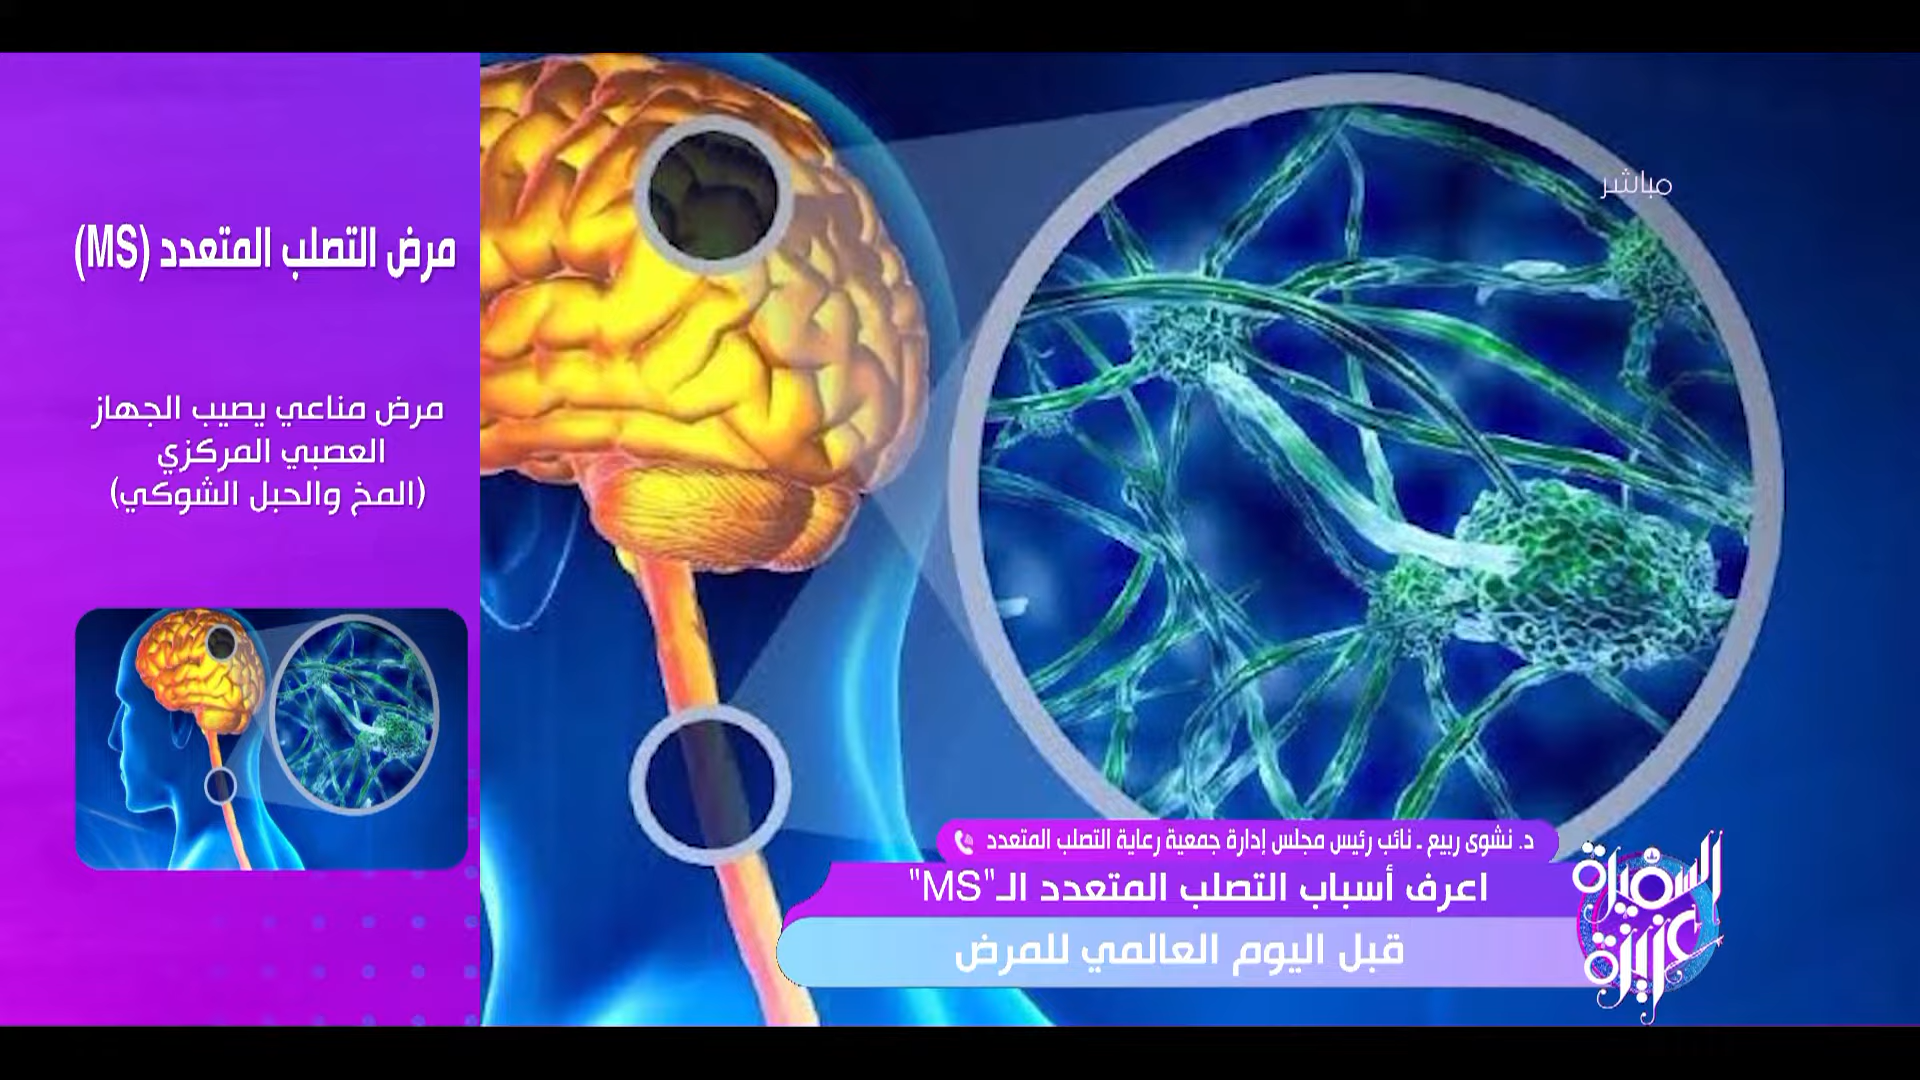 مباشر
مرض التصلب المتعدد (MS)
مرض مناعي يصيب الجهاز
العصبي المركزي
(المخ والحبل الشوكي)
د. نشوى ربيع - نائب رئيس مجلس إدارة جمعية رعاية التصلب المتعدد
اعرف أسباب التصلب المتعدد الـ"MS"
قبل اليوم العالمي للمرض
السفيرة
عزيزة